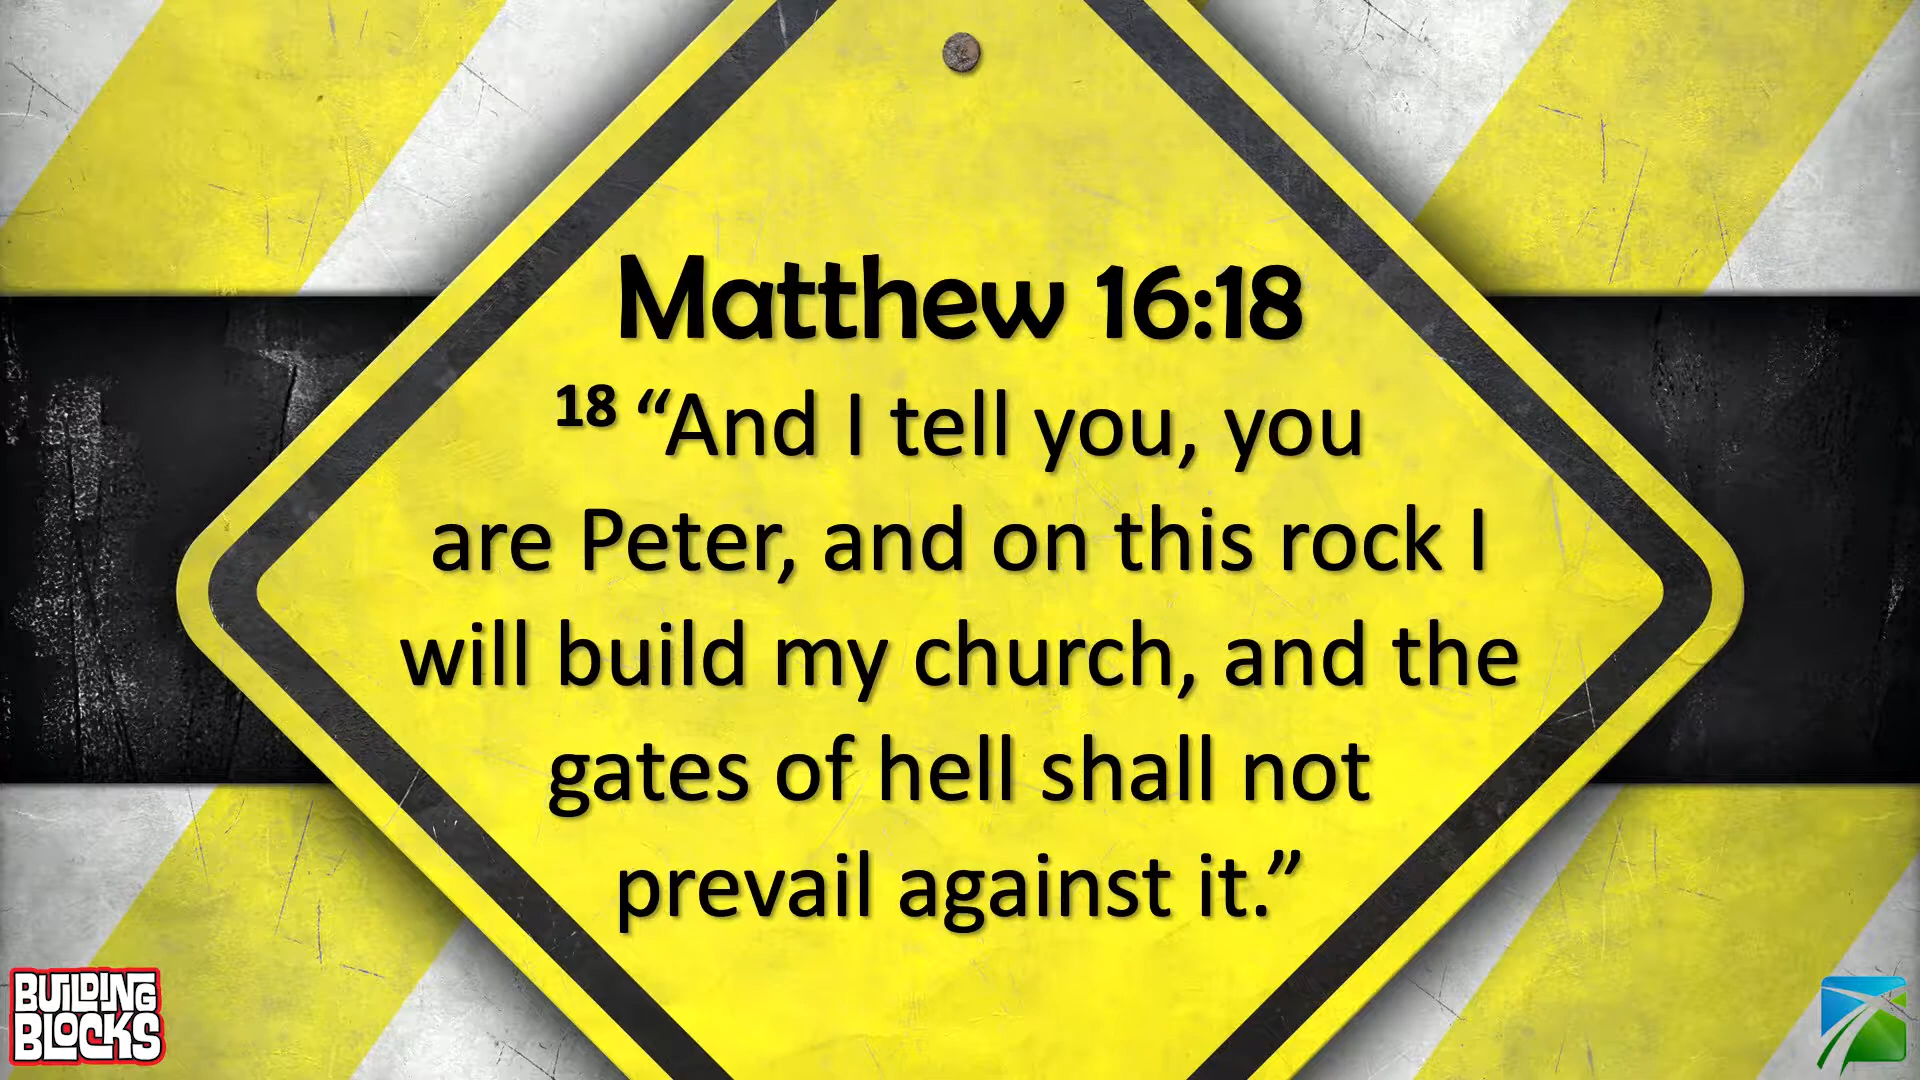 Matthew 16:18
18 “And I tell you, you
are Peter, and on this rock I
will build my church, and the
gates of hell shall not
prevail against it.”
BUILDING
BLOCKS